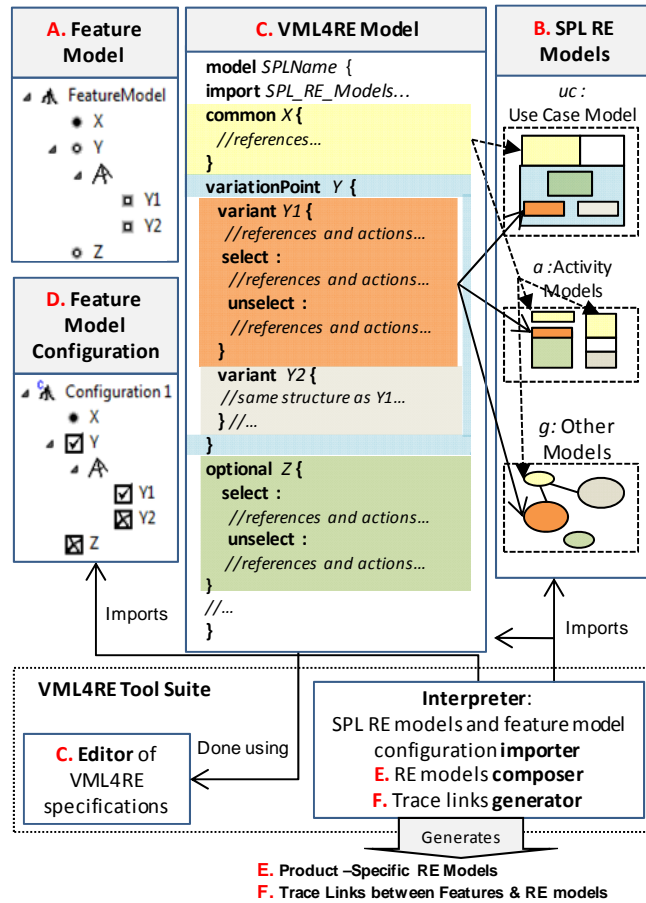 A. Feature
Model
FeatureModel
X
Y
Y1
Y2
Z
D. Feature
Model
Configuration
Configuration 1
X
Y
Y1
Y2
Z
C. VML4RE Model
model SPLName {
import SPL_RE_Models…
common X {
//references…
}
variationPoint Y {
variant Y1 {
//references and actions…
select :
//references and actions…
unselect :
//references and actions…
}
variant Y2 {
//same structure as Y1…
} //…
}
optional Z {
select :
//references and actions…
unselect :
//references and actions…
}
//…
}
B. SPL RE
Models
uc :
Use Case Model
a :Activity
Models
g: Other
Models
Imports
Imports
VML4RE Tool Suite
C. Editor of
VML4RE
specifications
Done using
Interpreter:
SPL RE models and feature model
configuration importer
E. RE models composer
F. Trace links generator
Generates
E. Product –Specific RE Models
F. Trace Links between Features & RE models